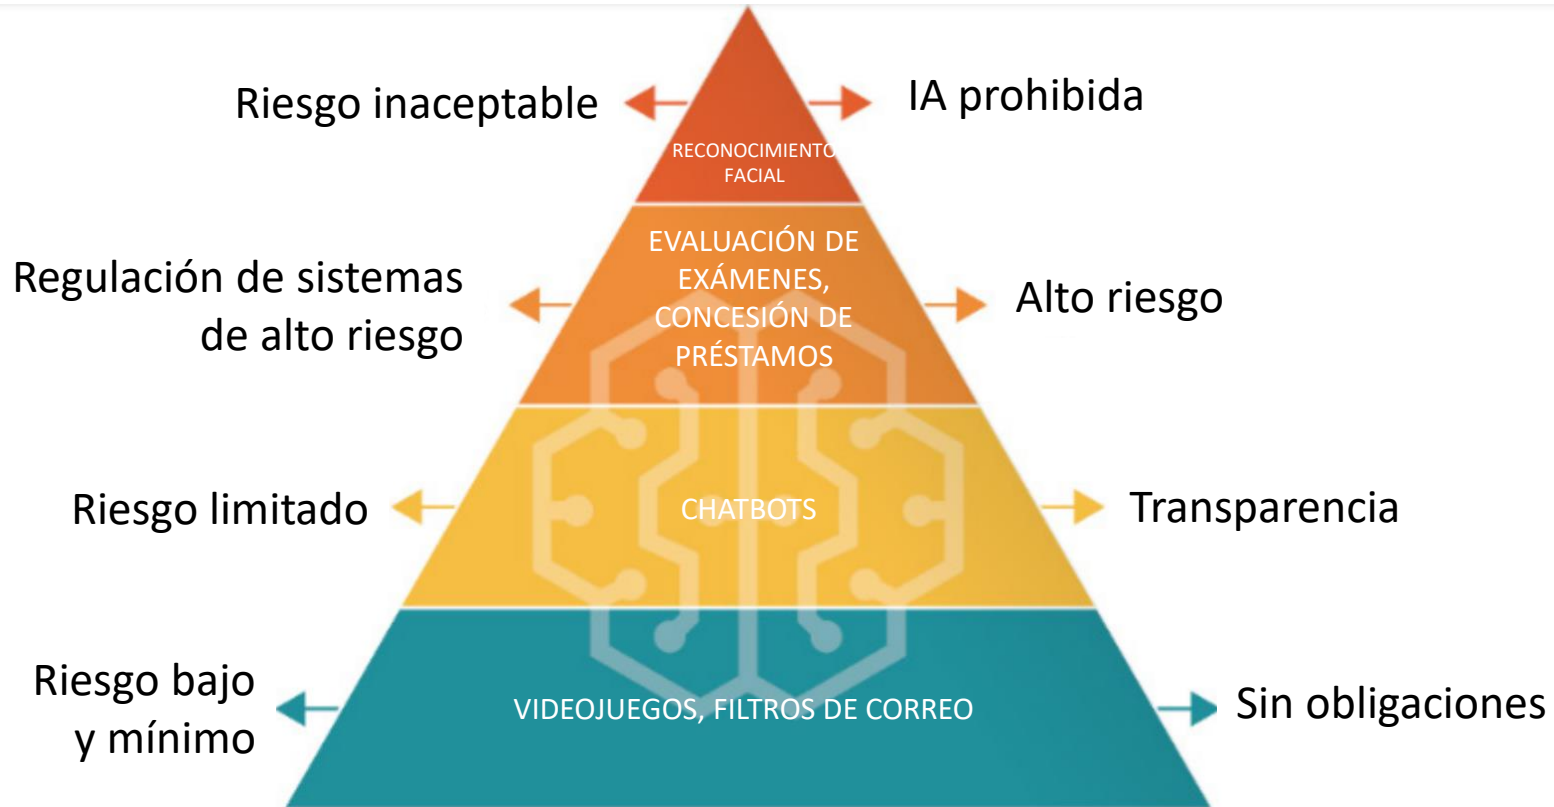 Riesgo inaceptable
IA prohibida
RECONOCIMIENTO
FACIAL
Regulación de sistemas
de alto riesgo
EVALUACIÓN DE
EXÁMENES,
CONCESIÓN DE
PRÉSTAMOS
Alto riesgo
Riesgo limitado
CHATBOTS
Transparencia
Riesgo bajo
y mínimo
VIDEOJUEGOS, FILTROS DE CORREO
Sin obligaciones